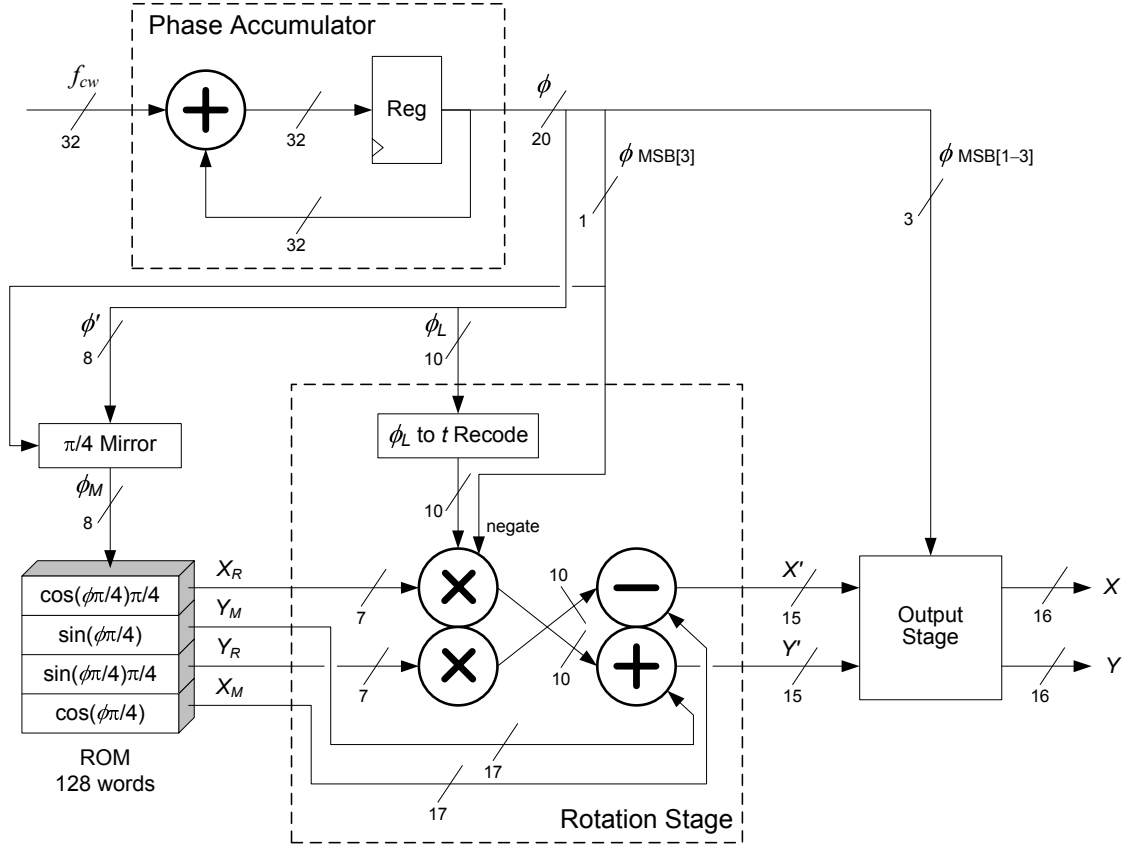 Phase Accumulator
f_cw
32
+
32
Reg
32
ϕ
20
ϕ MSB[3]
1
ϕ MSB[1–3]
3
ϕ'
8
ϕ_L
10
π/4 Mirror
ϕ_M
8
ϕ_L to t Recode
10
negate
cos(ϕπ/4)π/4
sin(ϕπ/4)
sin(ϕπ/4)π/4
cos(ϕπ/4)
ROM
128 words
X_R
Y_M
Y_R
X_M
7
7
×
×
10
10
−
+
17
17
Rotation Stage
X'
15
Y'
15
Output
Stage
16
X
16
Y